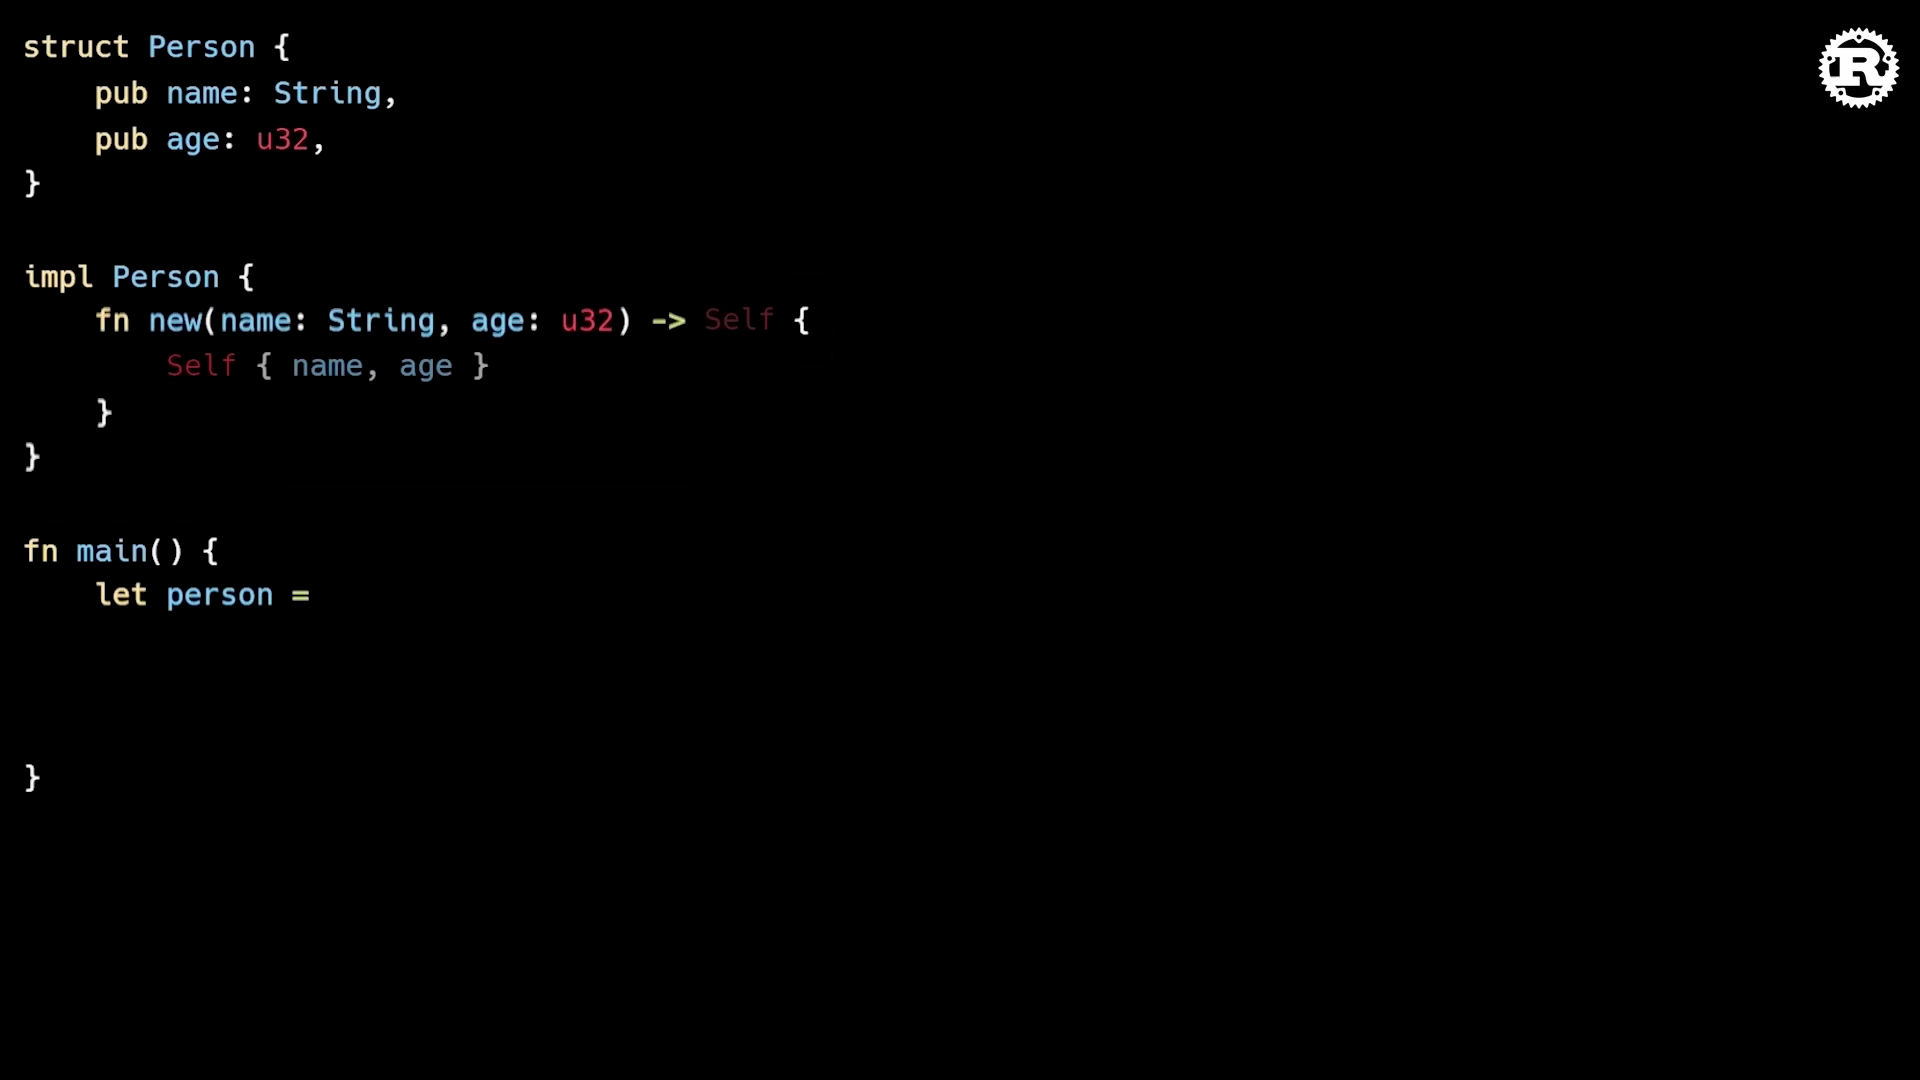 struct Person {
    pub name: String,
    pub age: u32,
}
impl Person {
    fn new(name: String, age: u32) -> Self {
        Self { name, age }
    }
}
fn main() {
    let person =
}
R